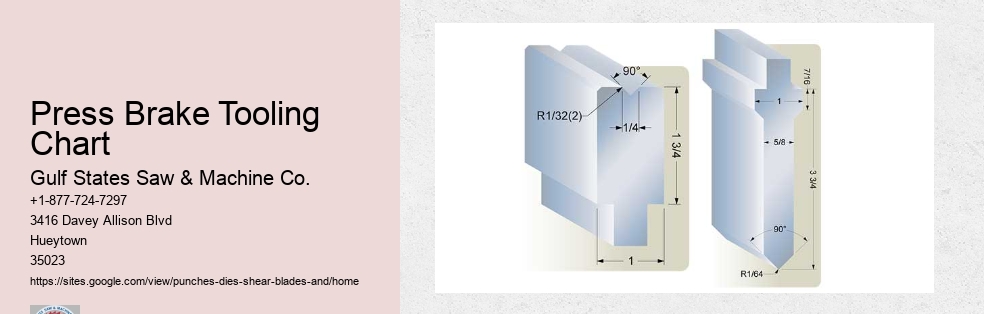 Press Brake Tooling
Chart
Gulf States Saw & Machine Co.
+1-877-724-7297
3416 Davey Allison Blvd
Hueytown
35023
https://sites.google.com/view/punches-dies-shear-blades-and/home
90°
R1/32(2)
1/4
1 3/4
1
7/16
1
5/8
3 3/4
90°
R1/64